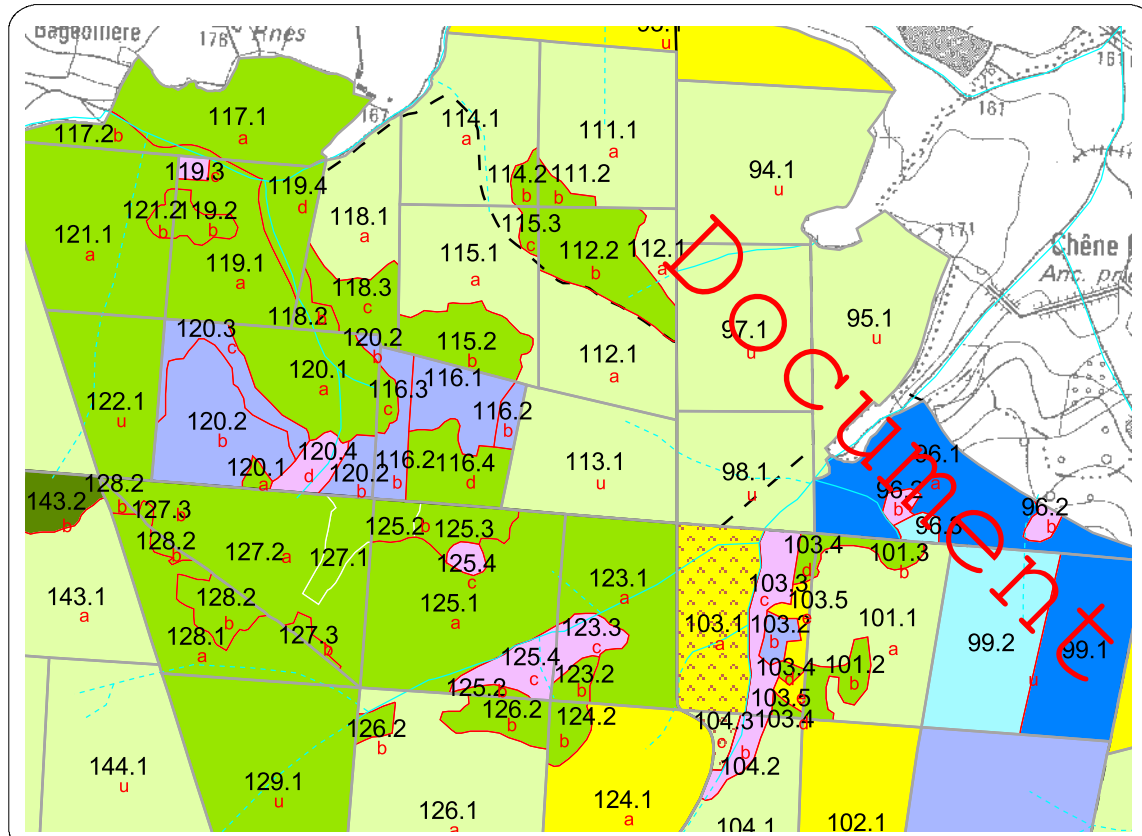 Bageollière
178
Rnes
93.1
u
117.1
a
117.2
b
167
161
114.1
a
111.1
a
94.1
u
119.3
c
119.4
d
114.2
b
111.2
b
121.2
b
119.2
b
118.1
a
115.3
c
171
121.1
a
119.1
a
115.1
a
112.2
b
112.1
a
Chêne
Anc. pri
118.3
c
118.2
b
97.1
u
95.1
u
120.3
c
120.2
b
115.2
b
112.1
a
120.1
a
116.3
c
116.1
122.1
u
120.2
b
116.2
b
120.4
d
120.1
a
120.2
b
116.2
b
116.4
d
113.1
u
98.1
u
96.1
a
96.2
b
96.3
96.2
b
143.2
b
128.2
b
127.3
b
128.2
b
127.2
a
127.1
125.2
b
125.3
125.4
c
123.1
a
103.4
d
101.3
b
103.3
c
103.5
e
143.1
a
128.2
b
125.1
a
103.1
a
103.2
b
101.1
a
99.2
99.1
u
128.1
a
127.3
b
123.3
c
125.4
c
123.2
b
103.4
d
101.2
b
125.2
b
126.2
b
124.2
b
103.5
e
104.3
c
103.4
d
126.2
b
144.1
u
129.1
u
104.2
b
124.1
a
126.1
a
104.1
102.1
Document